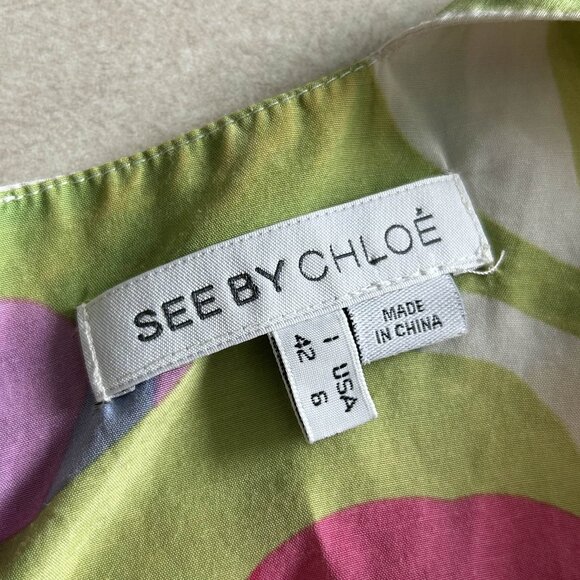 SEE BY CHLOÉ
I USA
42 6
MADE
IN CHINA